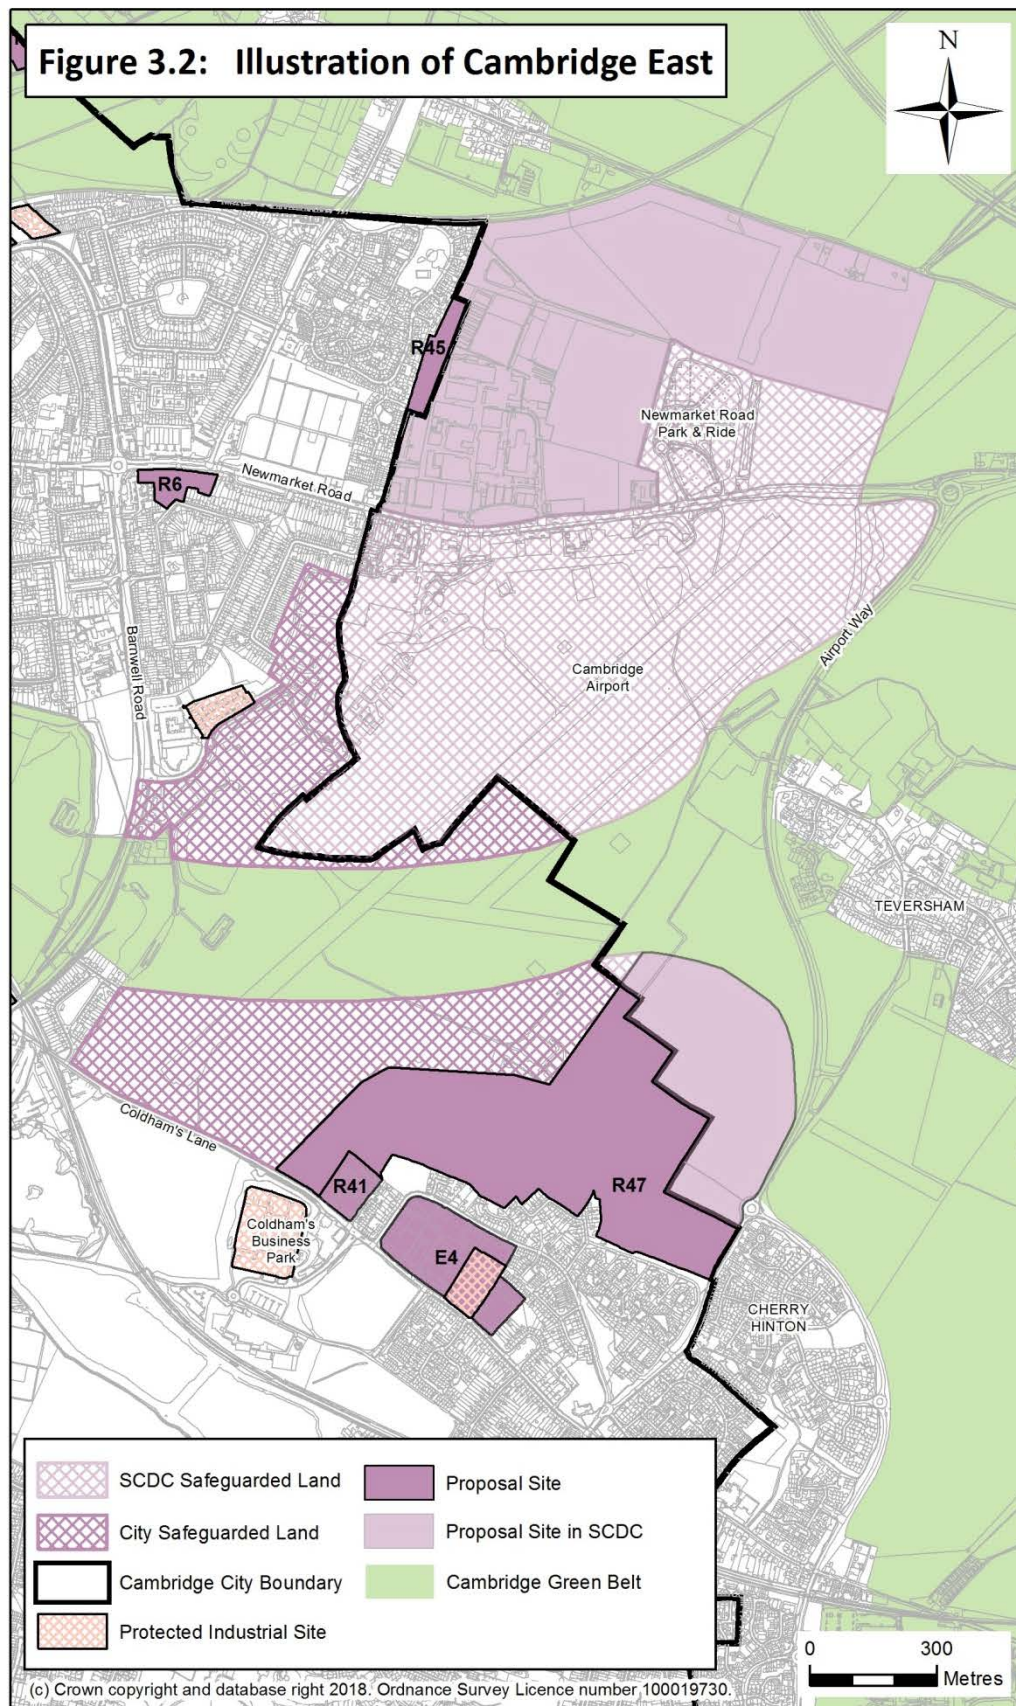 Figure 3.2: Illustration of Cambridge East
N
R45
Newmarket Road
Park & Ride
R6
Newmarket Road
Barnwell Road
Airport Way
Cambridge
Airport
TEVERSHAM
Coldham's Lane
R41
R47
Coldham's
Business
Park
E4
CHERRY
HINTON
SCDC Safeguarded Land
City Safeguarded Land
Cambridge City Boundary
Protected Industrial Site
Proposal Site
Proposal Site in SCDC
Cambridge Green Belt
0 300
Metres
(c) Crown copyright and database right 2018. Ordnance Survey Licence number 100019730.